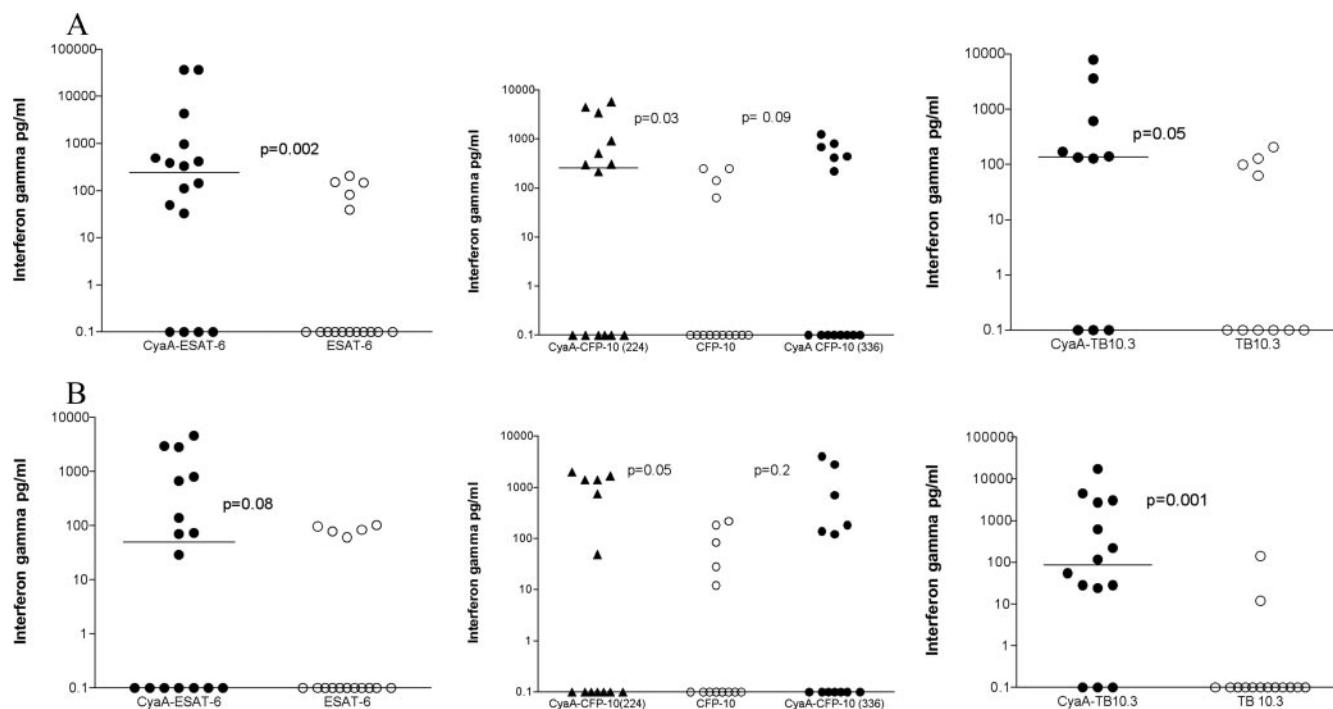 A
Interferon gamma pg/ml
100000
10000
1000
100
10
1
0.1
p=0.002
CyaA-ESAT-6 ESAT-6
Interferon gamma pg/ml
10000
1000
100
10
1
0.1
p=0.03 p= 0.09
CyaA-CFP-10 (224) CFP-10 CyaA CFP-10 (336)
Interferon gamma pg/ml
10000
1000
100
10
1
0.1
p=0.05
CyaA-TB10.3 TB10.3
B
Interferon gamma pg/ml
10000
1000
100
10
1
0.1
p=0.08
CyaA-ESAT-6 ESAT-6
Interferon gamma pg/ml
10000
1000
100
10
1
0.1
p=0.05 p=0.2
CyaA-CFP-10(224) CFP-10 CyaA-CFP-10 (336)
Interferon gamma pg/ml
100000
10000
1000
100
10
1
0.1
p=0.001
CyaA-TB10.3 TB 10.3